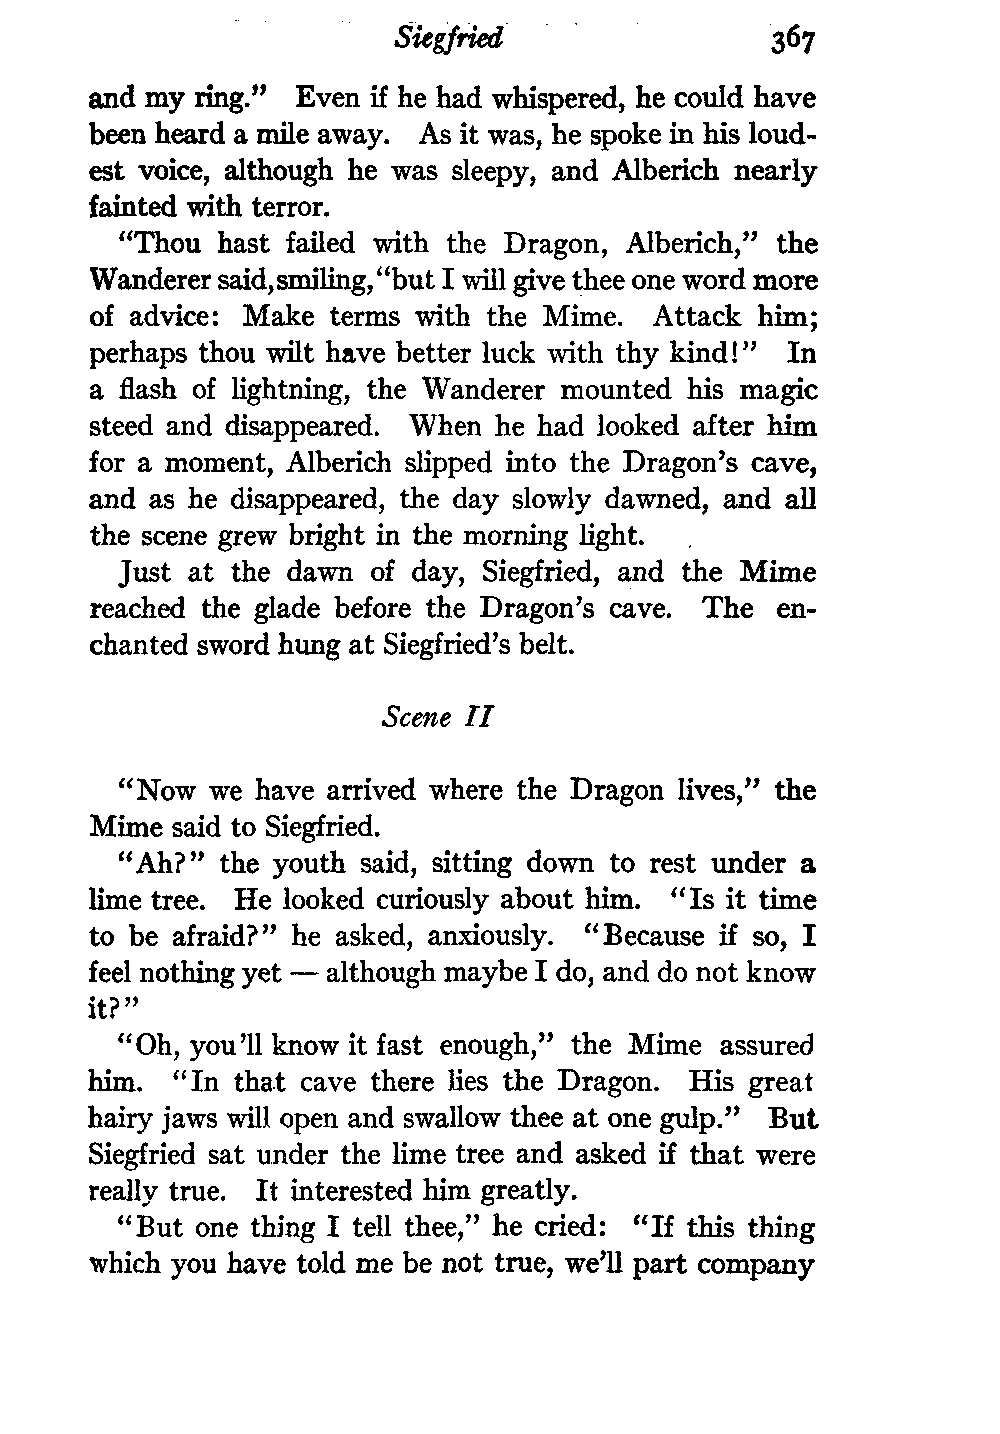 Siegfried 367
and my ring." Even if he had whispered, he could have
been heard a mile away. As it was, he spoke in his loud-
est voice, although he was sleepy, and Alberich nearly
fainted with terror.
"Thou hast failed with the Dragon, Alberich," the
Wanderer said, smiling, "but I will give thee one word more
of advice: Make terms with the Mime. Attack him;
perhaps thou wilt have better luck with thy kind!" In
a flash of lightning, the Wanderer mounted his magic
steed and disappeared. When he had looked after him
for a moment, Alberich slipped into the Dragon's cave,
and as he disappeared, the day slowly dawned, and all
the scene grew bright in the morning light.
Just at the dawn of day, Siegfried, and the Mime
reached the glade before the Dragon's cave. The en-
chanted sword hung at Siegfried's belt.
Scene II
"Now we have arrived where the Dragon lives," the
Mime said to Siegfried.
"Ah?" the youth said, sitting down to rest under a
lime tree. He looked curiously about him. "Is it time
to be afraid?" he asked, anxiously. "Because if so, I
feel nothing yet — although maybe I do, and do not know
it?"
"Oh, you'll know it fast enough," the Mime assured
him. "In that cave there lies the Dragon. His great
hairy jaws will open and swallow thee at one gulp." But
Siegfried sat under the lime tree and asked if that were
really true. It interested him greatly.
"But one thing I tell thee," he cried: "If this thing
which you have told me be not true, we'll part company